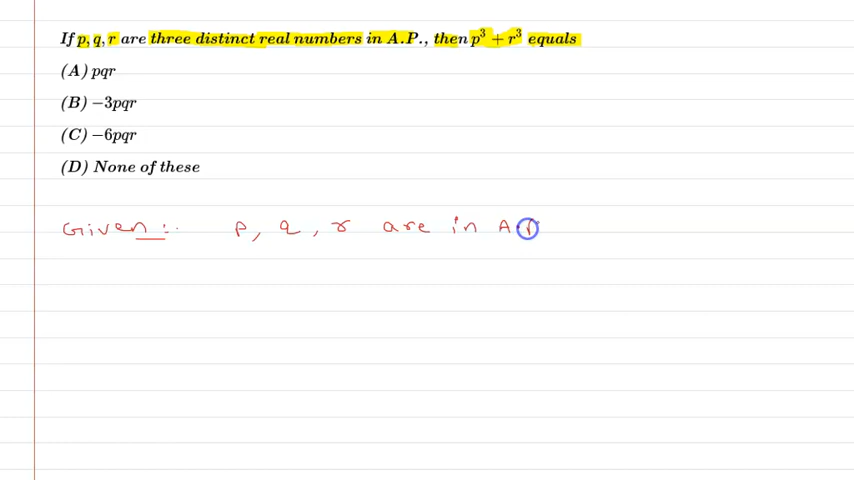 If p, q, r are three distinct real numbers in A.P., then p³ + r³ equals
(A) pqr
(B) −3pqr
(C) −6pqr
(D) None of these
Given :- p, q, r are in A.P